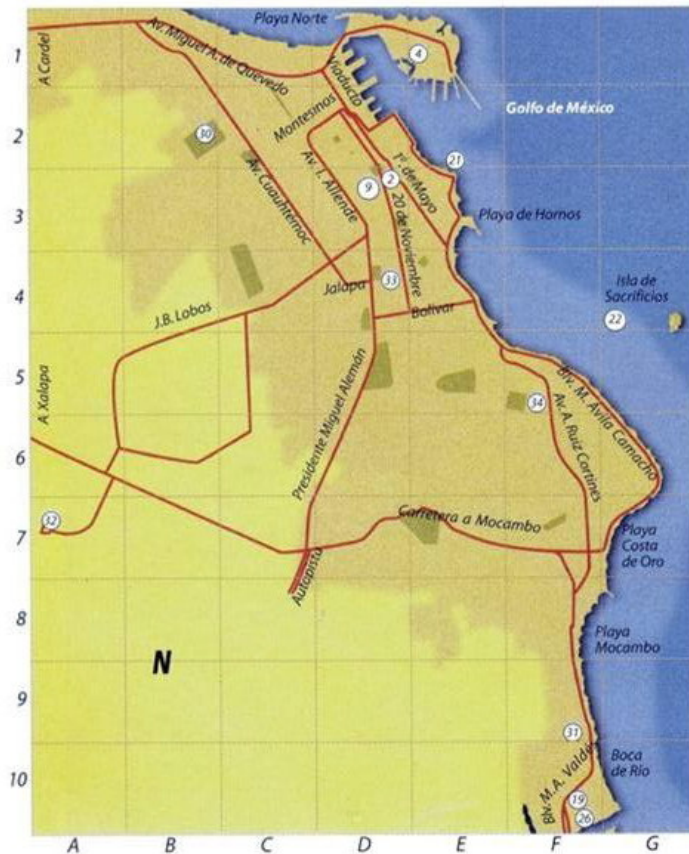 Playa Norte
1
A Cardel
Av. Miguel A. de Quevedo
4
Viaducto
Golfo de México
2
30
Montesinos
21
Av. Cuauhtémoc
Av. I. Allende
9
2
1º. de Mayo
20 de Noviembre
3
Playa de Hornos
4
Jalapa
33
Isla de
Sacrificios
22
J.B. Lobos
Bolivar
5
A Xalapa
Presidente Miguel Alemán
34
Blv. M. Ávila Camacho
Av. A. Ruiz Cortines
6
7
32
Carretera a Mocambo
Playa
Costa
de Oro
Autopista
8
Playa
Mocambo
N
9
31
10
Boca
de Río
Blv. M.A. Valdés
19
26
A B C D E F G